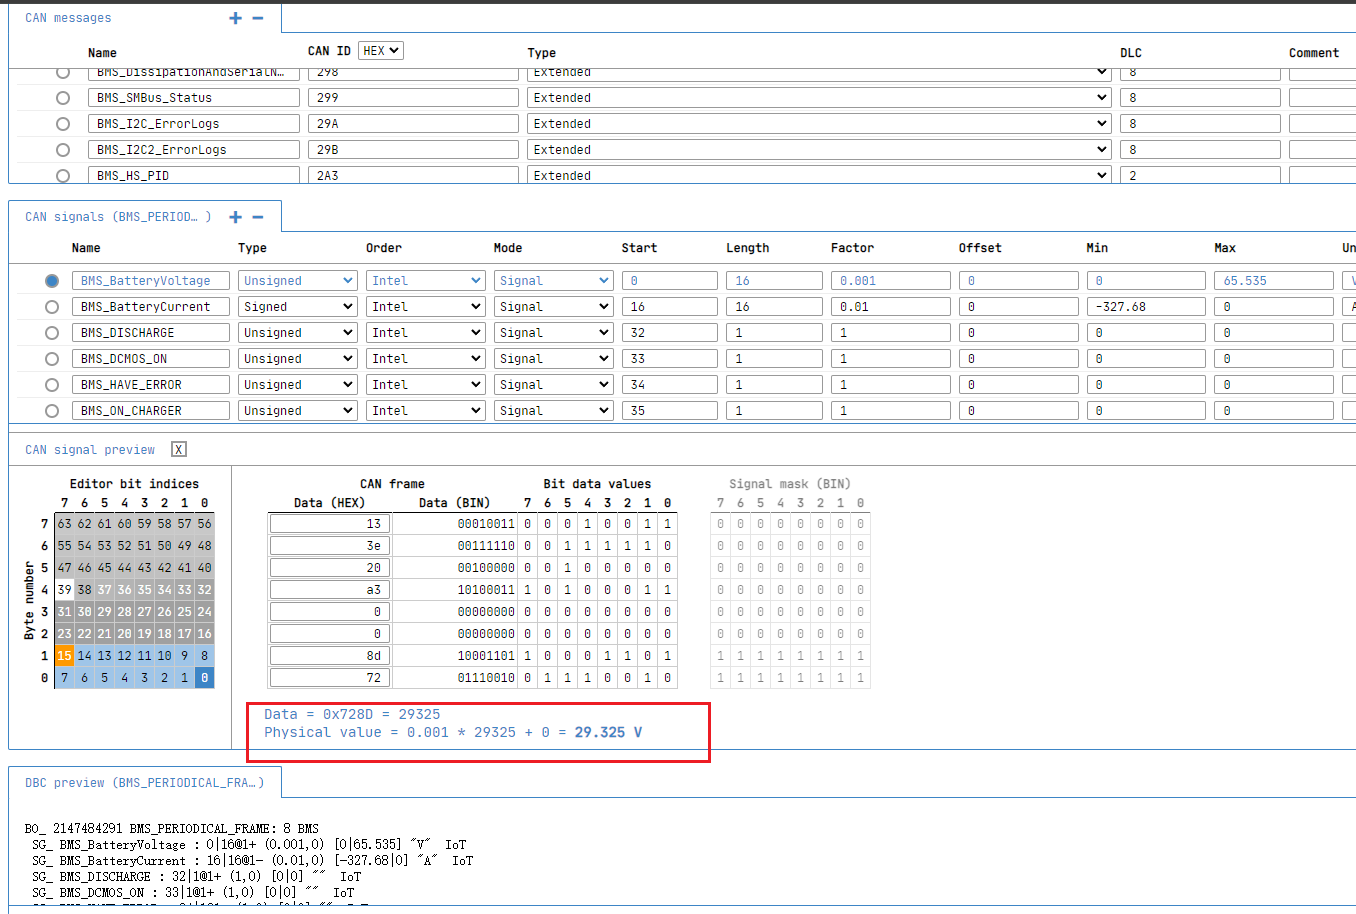 CAN messages + −
Name CAN ID HEX Type DLC Comment
BMS_DissipationAndSerialN… 298 Extended 8
BMS_SMBus_Status 299 Extended 8
BMS_I2C_ErrorLogs 29A Extended 8
BMS_I2C2_ErrorLogs 29B Extended 8
BMS_HS_PID 2A3 Extended 2
CAN signals (BMS_PERIOD… ) + −
Name Type Order Mode Start Length Factor Offset Min Max Un
BMS_BatteryVoltage Unsigned Intel Signal 0 16 0.001 0 0 65.535 V
BMS_BatteryCurrent Signed Intel Signal 16 16 0.01 0 -327.68 0 A
BMS_DISCHARGE Unsigned Intel Signal 32 1 1 0 0 0
BMS_DCMOS_ON Unsigned Intel Signal 33 1 1 0 0 0
BMS_HAVE_ERROR Unsigned Intel Signal 34 1 1 0 0 0
BMS_ON_CHARGER Unsigned Intel Signal 35 1 1 0 0 0
CAN signal preview X
Editor bit indices CAN frame Bit data values Signal mask (BIN)
7 6 5 4 3 2 1 0 Data (HEX) Data (BIN) 7 6 5 4 3 2 1 0 7 6 5 4 3 2 1 0
7 63 62 61 60 59 58 57 56 13 00010011 0 0 0 1 0 0 1 1 0 0 0 0 0 0 0 0
6 55 54 53 52 51 50 49 48 3e 00111110 0 0 1 1 1 1 1 0 0 0 0 0 0 0 0 0
5 47 46 45 44 43 42 41 40 20 00100000 0 0 1 0 0 0 0 0 0 0 0 0 0 0 0 0
4 39 38 37 36 35 34 33 32 a3 10100011 1 0 1 0 0 0 1 1 0 0 0 0 0 0 0 0
3 31 30 29 28 27 26 25 24 0 00000000 0 0 0 0 0 0 0 0 0 0 0 0 0 0 0 0
2 23 22 21 20 19 18 17 16 0 00000000 0 0 0 0 0 0 0 0 0 0 0 0 0 0 0 0
1 15 14 13 12 11 10 9 8 8d 10001101 1 0 0 0 1 1 0 1 1 1 1 1 1 1 1 1
0 7 6 5 4 3 2 1 0 72 01110010 0 1 1 1 0 0 1 0 1 1 1 1 1 1 1 1
Byte number
Data = 0x728D = 29325
Physical value = 0.001 * 29325 + 0 = 29.325 V
DBC preview (BMS_PERIODICAL_FRA…)
BO_ 2147484291 BMS_PERIODICAL_FRAME: 8 BMS
SG_ BMS_BatteryVoltage : 0|16@1+ (0.001,0) [0|65.535] "V" IoT
SG_ BMS_BatteryCurrent : 16|16@1- (0.01,0) [-327.68|0] "A" IoT
SG_ BMS_DISCHARGE : 32|1@1+ (1,0) [0|0] "" IoT
SG_ BMS_DCMOS_ON : 33|1@1+ (1,0) [0|0] "" IoT